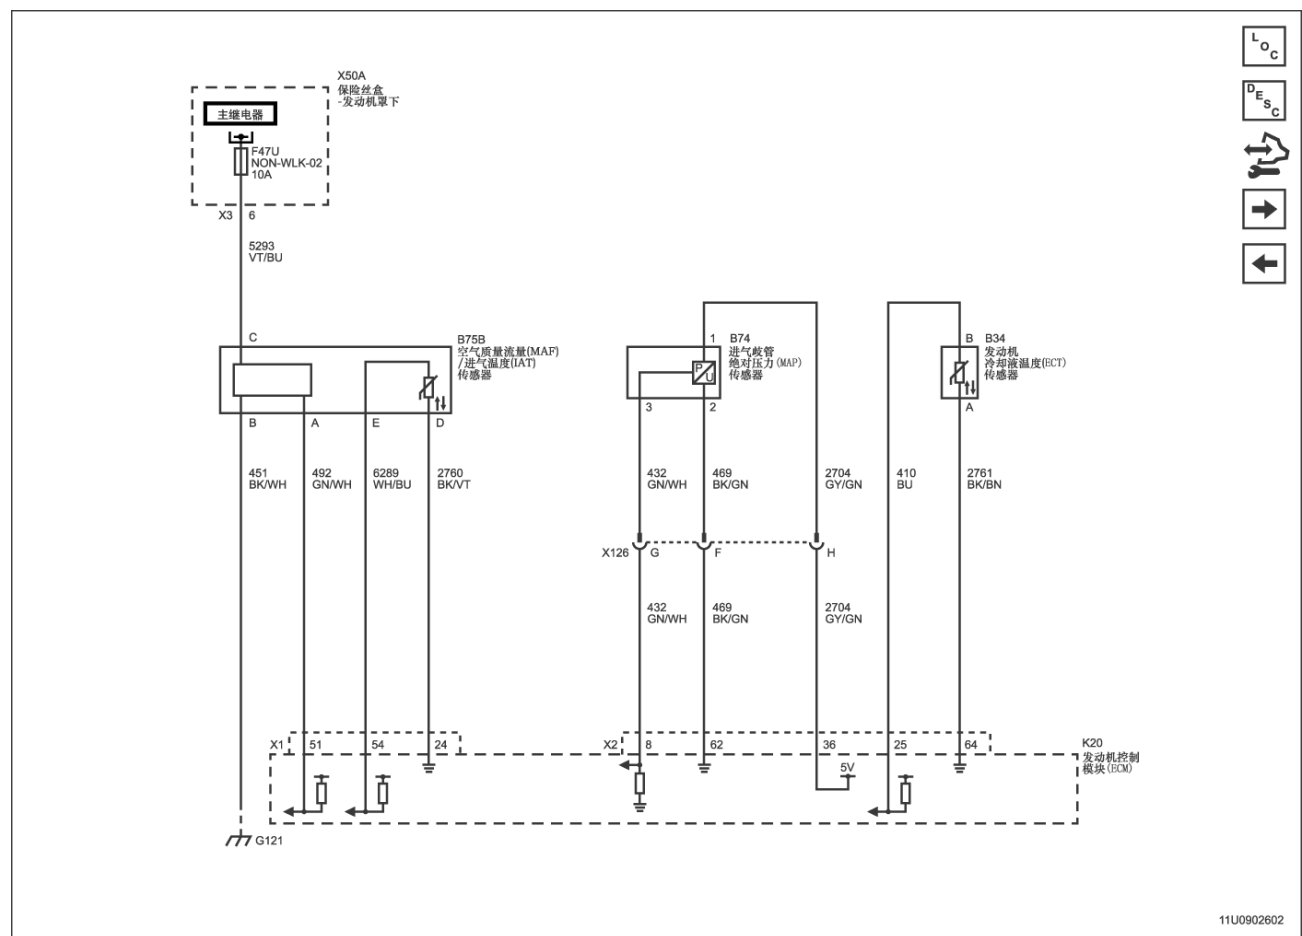 L
O
C
D
E
S
C
X50A
保险丝盒
-发动机罩下
主继电器
F47U
NON-WLK-02
10A
X3 6
5293
VT/BU
C
B75B
空气质量流量(MAF)
/进气温度(IAT)
传感器
B A E D
1
B74
进气歧管
绝对压力(MAP)
传感器
P
U
3 2
B B34
发动机
冷却液温度(ECT)
传感器
A
451
BK/WH
492
GN/WH
6289
WH/BU
2760
BK/VT
432
GN/WH
469
BK/GN
2704
GY/GN
410
BU
2761
BK/BN
X126 G F H
432
GN/WH
469
BK/GN
2704
GY/GN
X1 51 54 24
X2 8 62 36 25 64
K20
发动机控制
模块(ECM)
5V
G121
11U0902602